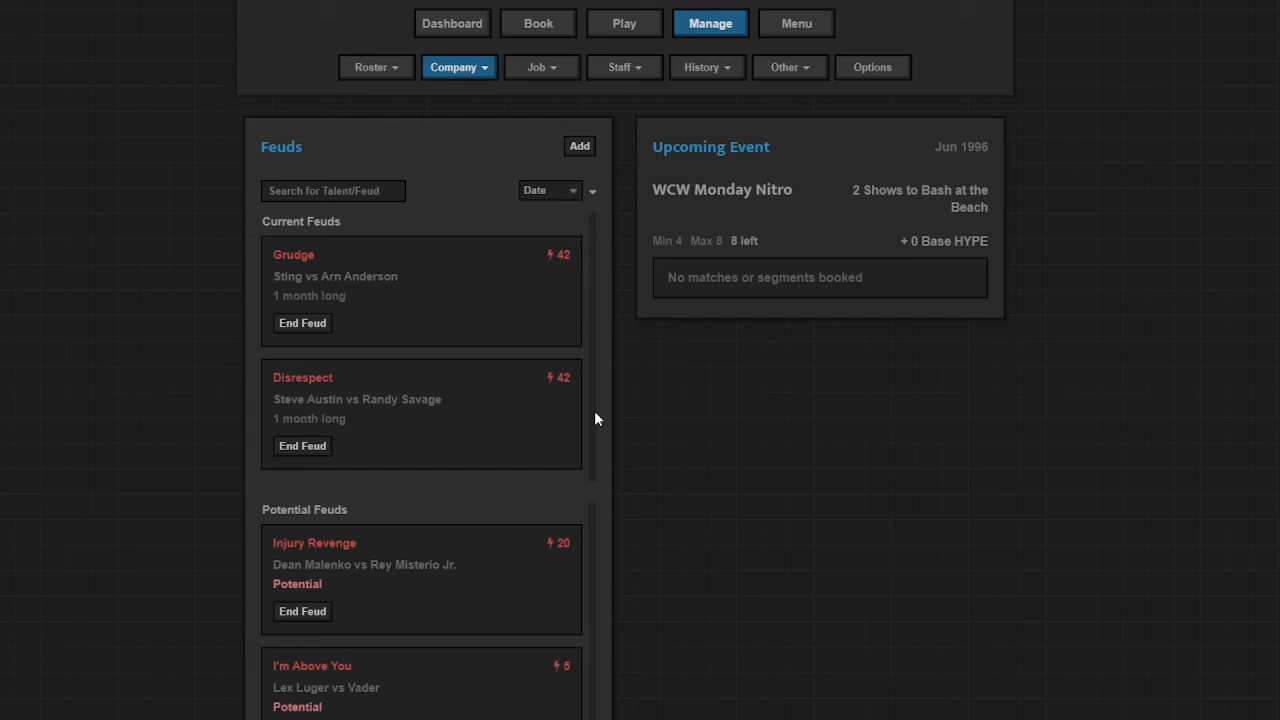 Dashboard
Book
Play
Manage
Menu
Roster
Company
Job
Staff
History
Other
Options
Feuds
Add
Search for Talent/Feud
Date
Current Feuds
Grudge
42
Sting vs Arn Anderson
1 month long
End Feud
Disrespect
42
Steve Austin vs Randy Savage
1 month long
End Feud
Potential Feuds
Injury Revenge
20
Dean Malenko vs Rey Misterio Jr.
Potential
End Feud
I'm Above You
5
Lex Luger vs Vader
Potential
Upcoming Event
Jun 1996
WCW Monday Nitro
2 Shows to Bash at the
Beach
Min 4 Max 8 8 left
+ 0 Base HYPE
No matches or segments booked